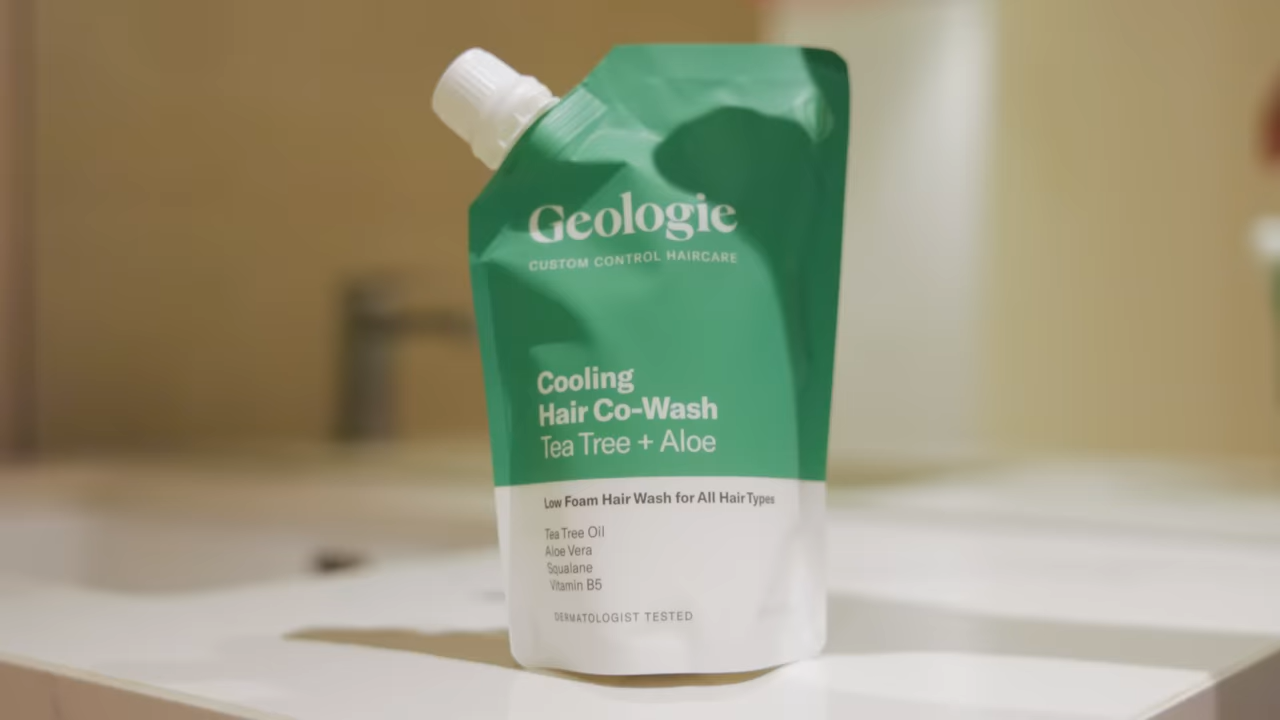 Geologie
CUSTOM CONTROL HAIRCARE
Cooling
Hair Co-Wash
Tea Tree + Aloe
Low Foam Hair Wash for All Hair Types
Tea Tree Oil
Aloe Vera
Squalane
Vitamin B5
DERMATOLOGIST TESTED